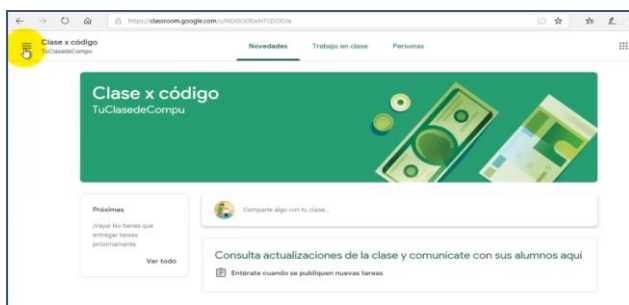 https://classroom.google.com/c/
Clase x código
TuClasedeCompu
Novedades
Trabajo en clase
Personas
Clase x código
TuClasedeCompu
Próximas
¡Vaya! No tienes que
entregar tareas
próximamente.
Ver todo
Comparte algo con tu clase...
Consulta actualizaciones de la clase y comunícate con sus alumnos aquí
Entérate cuando se publiquen nuevas tareas